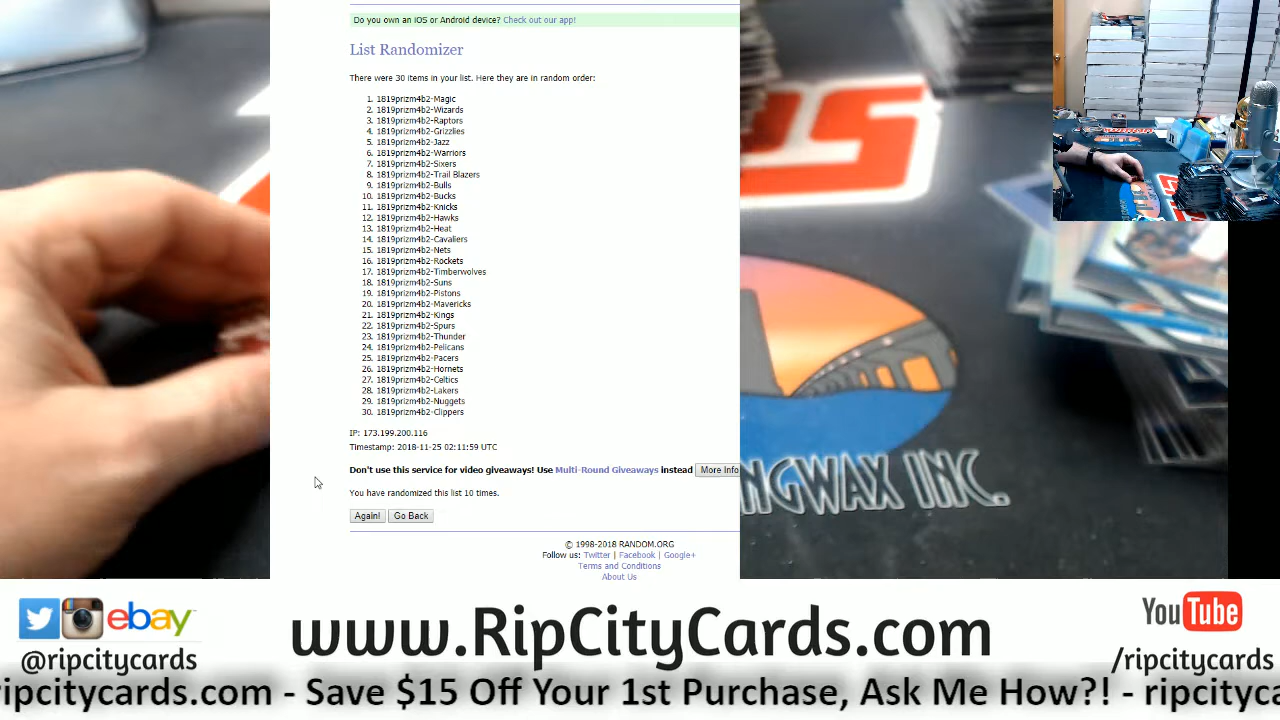 Do you own an iOS or Android device? Check out our app!
List Randomizer
There were 30 items in your list. Here they are in random order:
1. 1819prizm4b2-Magic
2. 1819prizm4b2-Wizards
3. 1819prizm4b2-Raptors
4. 1819prizm4b2-Grizzlies
5. 1819prizm4b2-Jazz
6. 1819prizm4b2-Warriors
7. 1819prizm4b2-Sixers
8. 1819prizm4b2-Trail Blazers
9. 1819prizm4b2-Bulls
10. 1819prizm4b2-Bucks
11. 1819prizm4b2-Knicks
12. 1819prizm4b2-Hawks
13. 1819prizm4b2-Heat
14. 1819prizm4b2-Cavaliers
15. 1819prizm4b2-Nets
16. 1819prizm4b2-Rockets
17. 1819prizm4b2-Timberwolves
18. 1819prizm4b2-Suns
19. 1819prizm4b2-Pistons
20. 1819prizm4b2-Mavericks
21. 1819prizm4b2-Kings
22. 1819prizm4b2-Spurs
23. 1819prizm4b2-Thunder
24. 1819prizm4b2-Pelicans
25. 1819prizm4b2-Pacers
26. 1819prizm4b2-Hornets
27. 1819prizm4b2-Celtics
28. 1819prizm4b2-Lakers
29. 1819prizm4b2-Nuggets
30. 1819prizm4b2-Clippers
IP: 173.199.200.116
Timestamp: 2018-11-25 02:11:59 UTC
Don't use this service for video giveaways! Use Multi-Round Giveaways instead More Info
You have randomized this list 10 times.
Again! Go Back
© 1998-2018 RANDOM.ORG
Follow us: Twitter | Facebook | Google+
Terms and Conditions
About Us
NGWAX INC.
ebay
@ripcitycards
www.RipCityCards.com
YouTube
/ripcitycards
ripcitycards.com - Save $15 Off Your 1st Purchase, Ask Me How?! - ripcityca